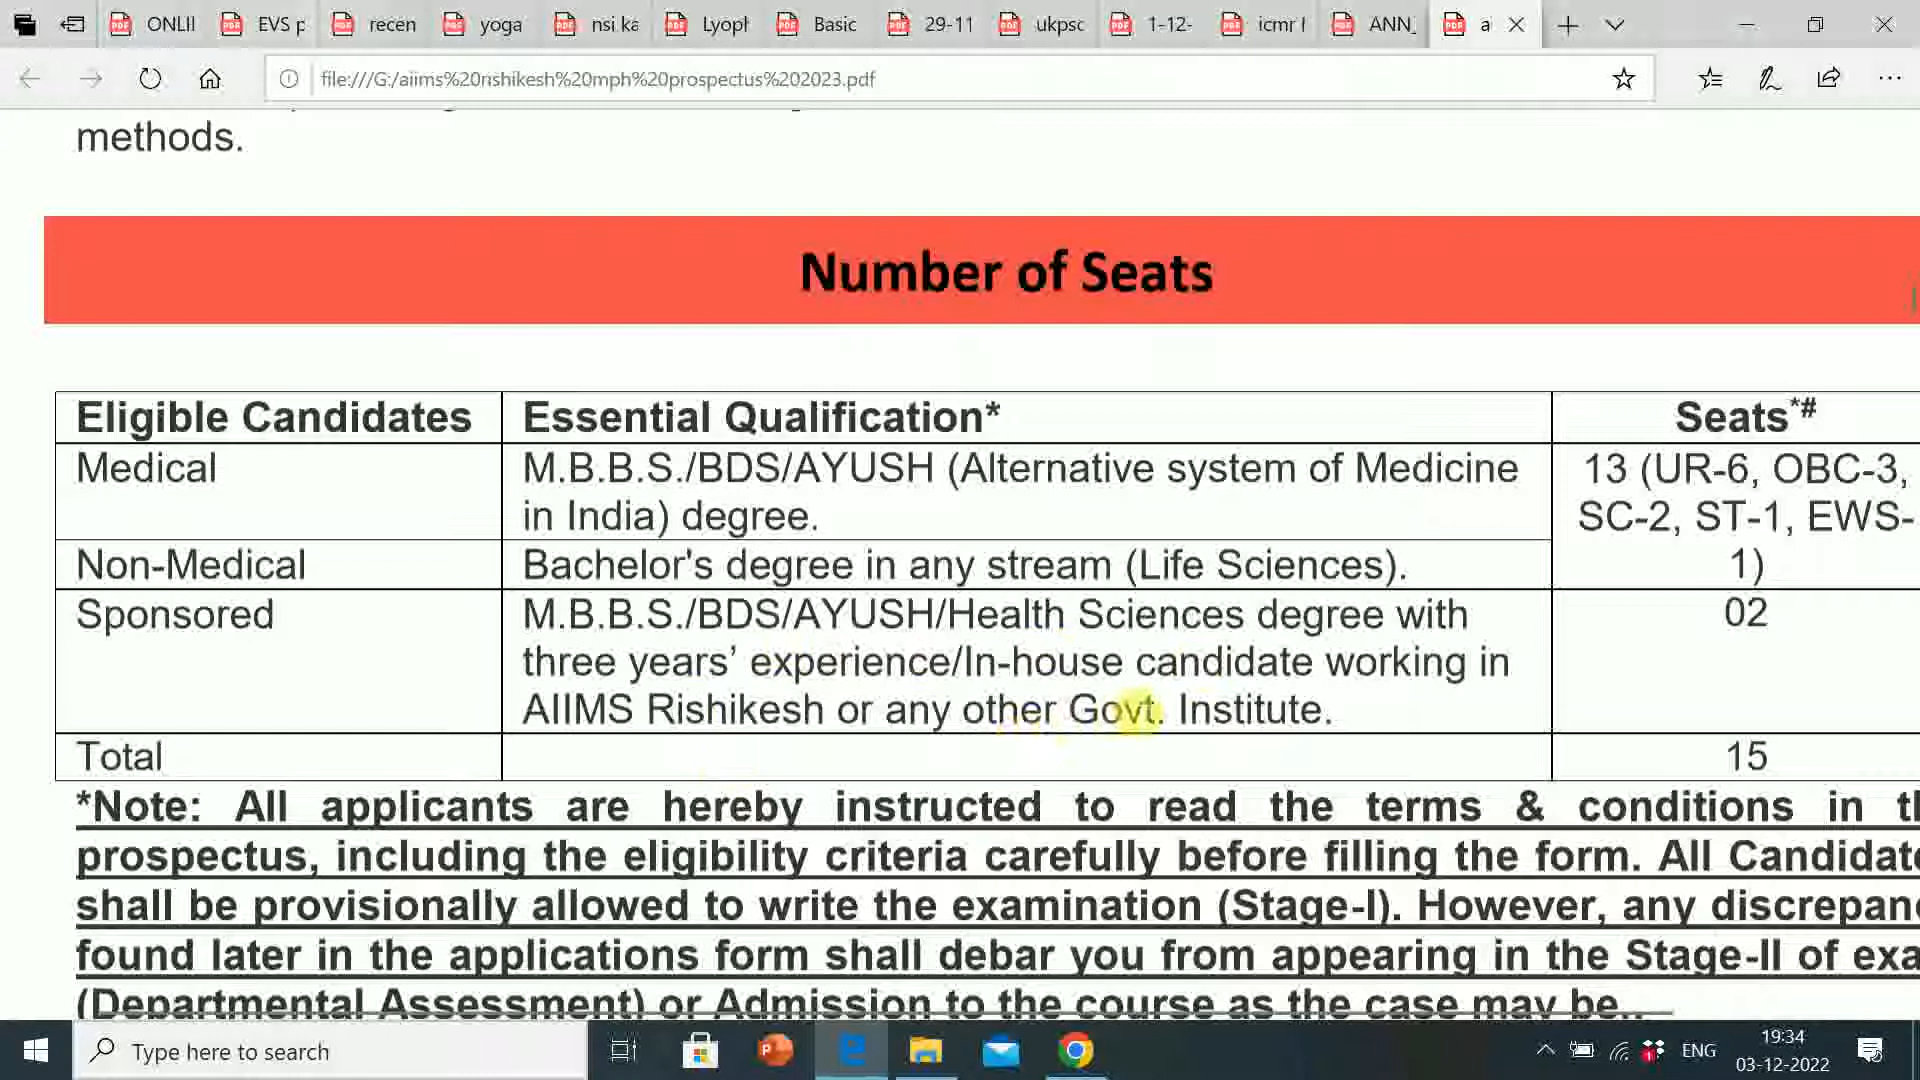 ONLII
EVS p
recen
yoga
nsi ka
Lyoph
Basic
29-11
ukpsc
1-12-
icmr
ANN_
a
file:///G:/aiims%20rishikesh%20mph%20prospectus%202023.pdf
methods.
Number of Seats
Eligible Candidates Essential Qualification* Seats*#
Medical M.B.B.S./BDS/AYUSH (Alternative system of Medicine 13 (UR-6, OBC-3,
in India) degree. SC-2, ST-1, EWS-
Non-Medical Bachelor's degree in any stream (Life Sciences). 1)
Sponsored M.B.B.S./BDS/AYUSH/Health Sciences degree with 02
three years’ experience/In-house candidate working in
AIIMS Rishikesh or any other Govt. Institute.
Total 15
*Note: All applicants are hereby instructed to read the terms & conditions in
prospectus, including the eligibility criteria carefully before filling the form. All Candidate
shall be provisionally allowed to write the examination (Stage-I). However, any discrepan
found later in the applications form shall debar you from appearing in the Stage-II of exa
(Departmental Assessment) or Admission to the course as the case may be..
Type here to search
ENG
19:34
03-12-2022